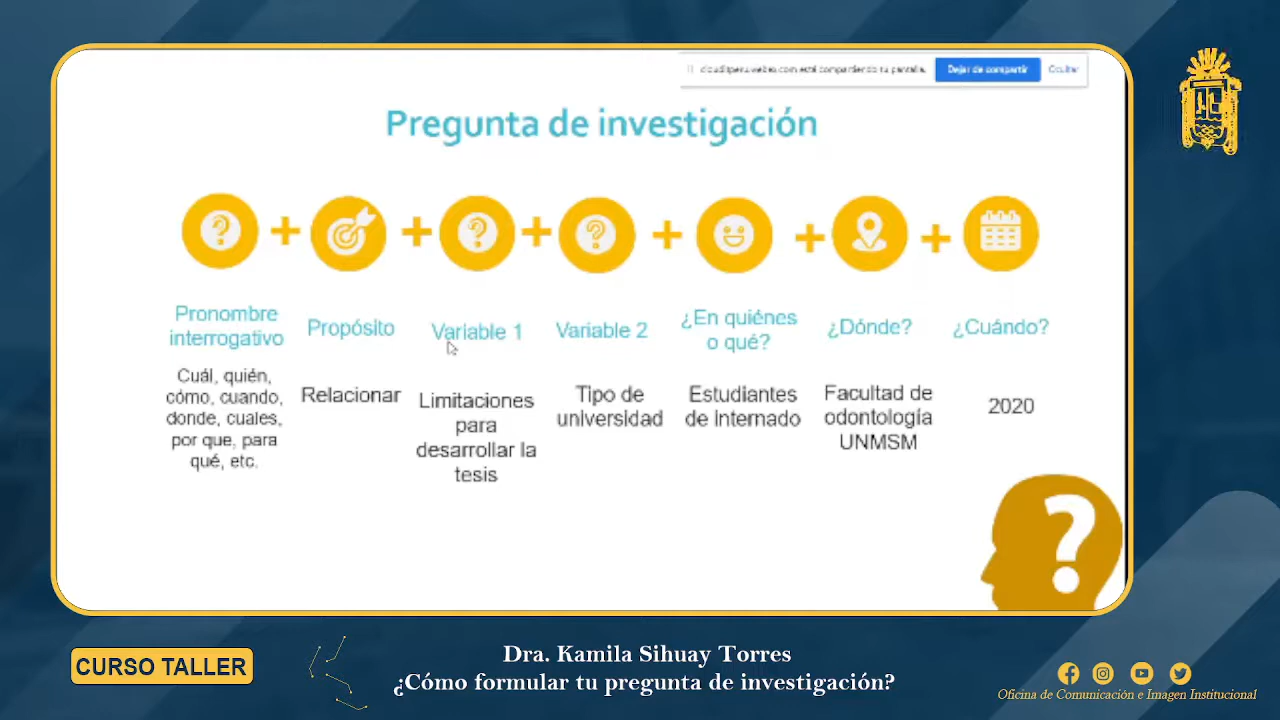 Dejar de compartir
Ocultar
Pregunta de investigación
Pronombre
interrogativo
Cuál, quién,
cómo, cuando,
donde, cuales,
por que, para
qué, etc.
Propósito
Relacionar
Variable 1
Limitaciones
para
desarrollar la
tesis
Variable 2
Tipo de
universidad
¿En quiénes
o qué?
Estudiantes
de internado
¿Dónde?
Facultad de
odontología
UNMSM
¿Cuándo?
2020
CURSO TALLER
Dra. Kamila Sihuay Torres
¿Cómo formular tu pregunta de investigación?
Oficina de Comunicación e Imagen Institucional